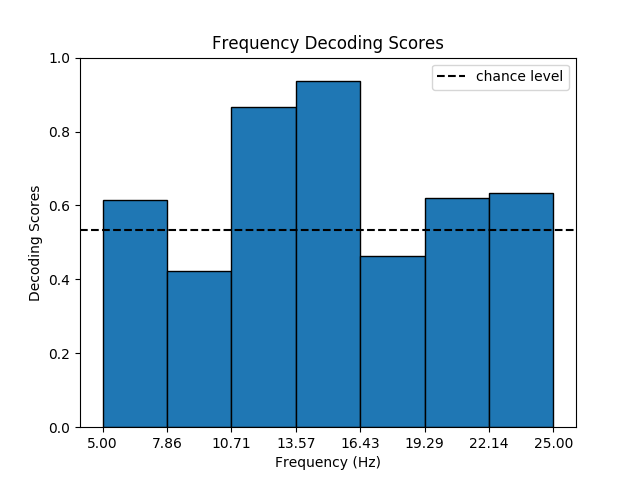 Frequency Decoding Scores
chance level
Decoding Scores
1.0
0.8
0.6
0.4
0.2
0.0
5.00 7.86 10.71 13.57 16.43 19.29 22.14 25.00
Frequency (Hz)